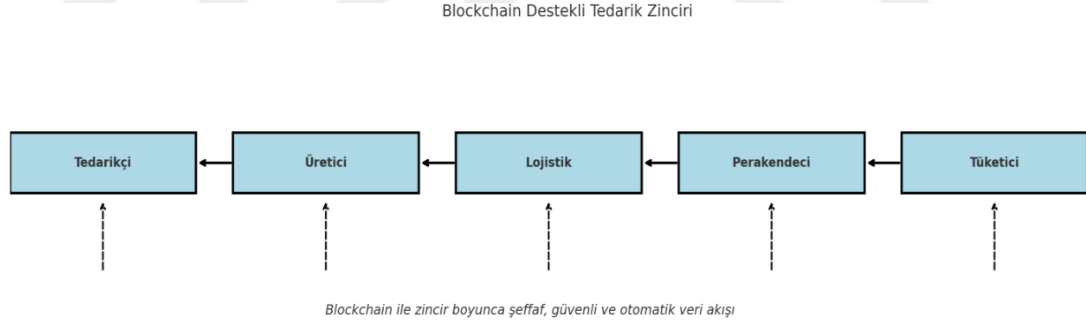 Blockchain Destekli Tedarik Zinciri
Tedarikçi
Üretici
Lojistik
Perakendeci
Tüketici
Blockchain ile zincir boyunca şeffaf, güvenli ve otomatik veri akışı